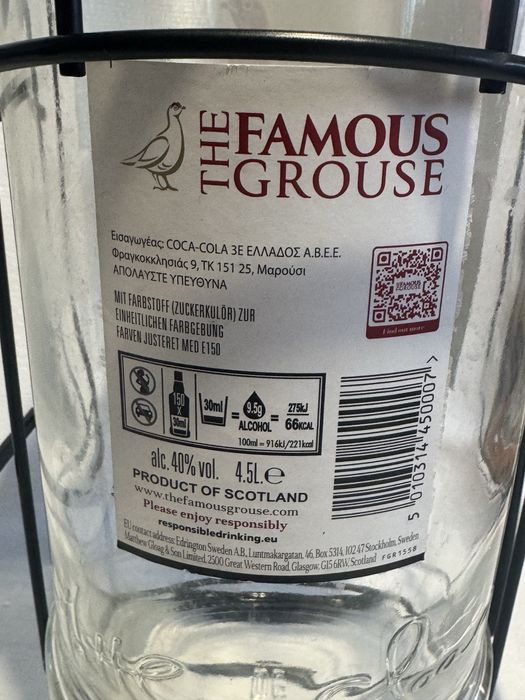 THE FAMOUS
GROUSE
Εισαγωγέας: COCA-COLA 3E ΕΛΛΑΔΟΣ Α.Β.Ε.Ε.
Φραγκοκκλησιάς 9, ΤΚ 151 25, Μαρούσι
ΑΠΟΛΑΥΣΤΕ ΥΠΕΥΘΥΝΑ
Find out more
MIT FARBSTOFF (ZUCKERKULÖR) ZUR
EINHEITLICHEN FARBGEBUNG
FARVEN JUSTERET MED E150
150
X
30ml
30ml
=
9.5g
ALCOHOL
=
275kJ
66KCAL
100ml = 916kJ/221kcal
alc. 40% vol. 4.5L.e
PRODUCT OF SCOTLAND
www.thefamousgrouse.com
Please enjoy responsibly
responsibledrinking.eu
EU contact address: Edrington Sweden A.B., Luntmakargatan, 46, Box 5314, 102 47 Stockholm, Sweden
Matthew Gloag & Son Limited, 2500 Great Western Road, Glasgow, G15 6RW, Scotland FGR1558
5 010314 450007 >